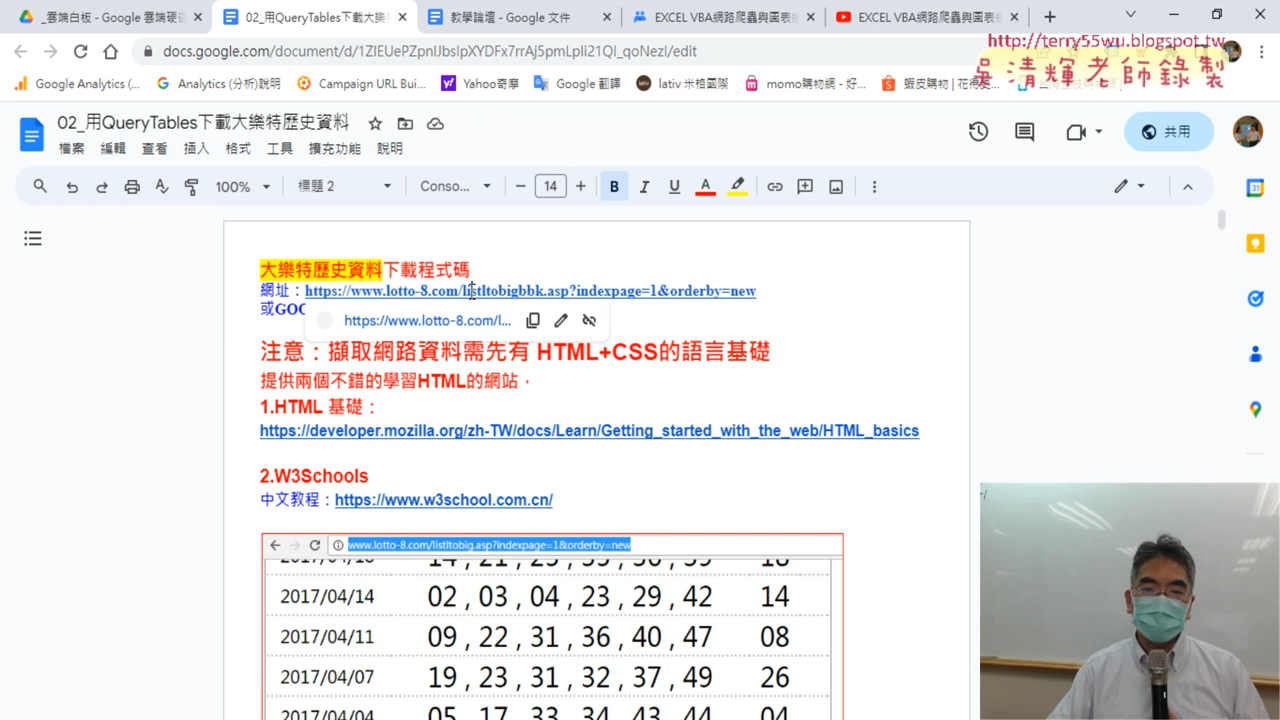 _雲端白板 - Google 雲端硬碟
02_用QueryTables下載大樂特
教學論壇 - Google 文件
EXCEL VBA網路爬蟲與圖表
EXCEL VBA網路爬蟲與圖表
docs.google.com/document/d/1ZIEUePZpnIJbsIpXYDFx7rrAj5pmLpIi21QI_qoNezI/edit
http://terry55wu.blogspot.tw
吳清輝老師錄製
Google Analytics (...
Analytics (分析)說明
Campaign URL Bui...
Yahoo奇摩
Google 翻譯
lativ 米格國際
momo購物網 - 好...
蝦皮購物 | 花得更...
02_用QueryTables下載大樂特歷史資料
檔案 編輯 查看 插入 格式 工具 擴充功能 說明
共用
100% 標題 2 Conso... 14 B I U A
31
大樂特歷史資料下載程式碼
網址：https://www.lotto-8.com/listltobigbbk.asp?indexpage=1&orderby=new
或GOO
https://www.lotto-8.com/l...
注意：擷取網路資料需先有 HTML+CSS的語言基礎
提供兩個不錯的學習HTML的網站，
1.HTML 基礎：
https://developer.mozilla.org/zh-TW/docs/Learn/Getting_started_with_the_web/HTML_basics
2.W3Schools
中文教程：https://www.w3school.com.cn/
www.lotto-8.com/listltobig.asp?indexpage=1&orderby=new
2017/04/14 02 , 03 , 04 , 23 , 29 , 42 14
2017/04/11 09 , 22 , 31 , 36 , 40 , 47 08
2017/04/07 19 , 23 , 31 , 32 , 37 , 49 26
2017/04/04 05 , 17 , 33 , 34 , 43 , 44 04